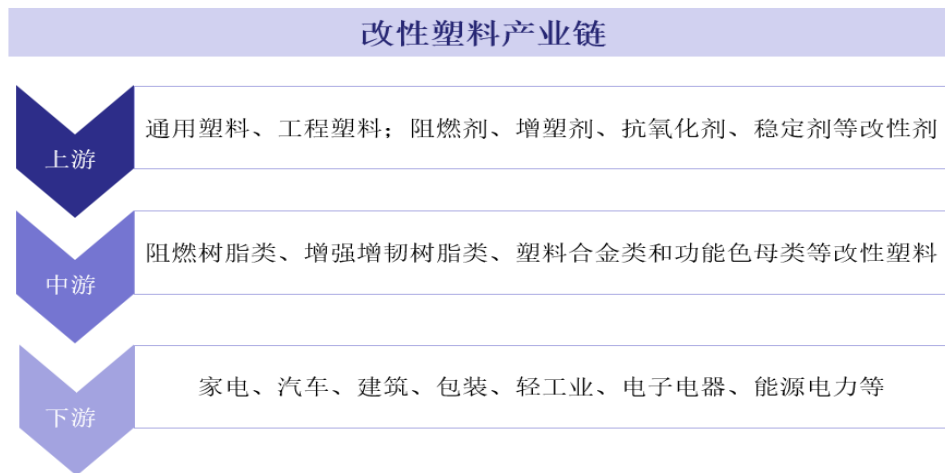 改性塑料产业链
上游
通用塑料、工程塑料；阻燃剂、增塑剂、抗氧化剂、稳定剂等改性剂
中游
阻燃树脂类、增强增韧树脂类、塑料合金类和功能色母类等改性塑料
下游
家电、汽车、建筑、包装、轻工业、电子电器、能源电力等